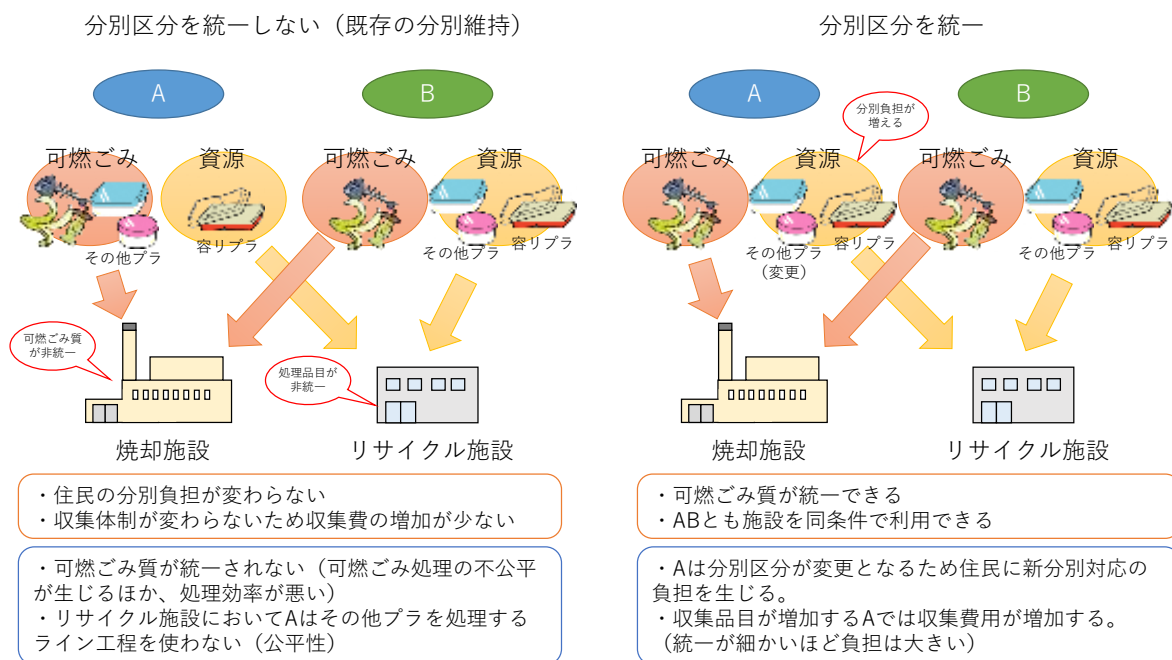 分別区分を統一しない（既存の分別維持）
A
B
可燃ごみ
資源
可燃ごみ
資源
その他プラ
容リプラ
その他プラ
容リプラ
可燃ごみ質
が非統一
処理品目が
非統一
焼却施設
リサイクル施設
・住民の分別負担が変わらない
・収集体制が変わらないため収集費の増加が少ない
・可燃ごみ質が統一されない（可燃ごみ処理の不公平
が生じるほか、処理効率が悪い）
・リサイクル施設においてAはその他プラを処理する
ライン工程を使わない（公平性）
分別区分を統一
A
B
分別負担が
増える
可燃ごみ
資源
可燃ごみ
資源
その他プラ
（変更）
容リプラ
その他プラ
容リプラ
焼却施設
リサイクル施設
・可燃ごみ質が統一できる
・ABとも施設を同条件で利用できる
・Aは分別区分が変更となるため住民に新分別対応の
負担を生じる。
・収集品目が増加するAでは収集費用が増加する。
（統一が細かいほど負担は大きい）